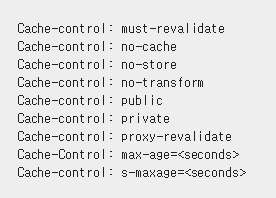 Cache-control: must-revalidate
Cache-control: no-cache
Cache-control: no-store
Cache-control: no-transform
Cache-control: public
Cache-control: private
Cache-control: proxy-revalidate
Cache-Control: max-age=<seconds>
Cache-control: s-maxage=<seconds>